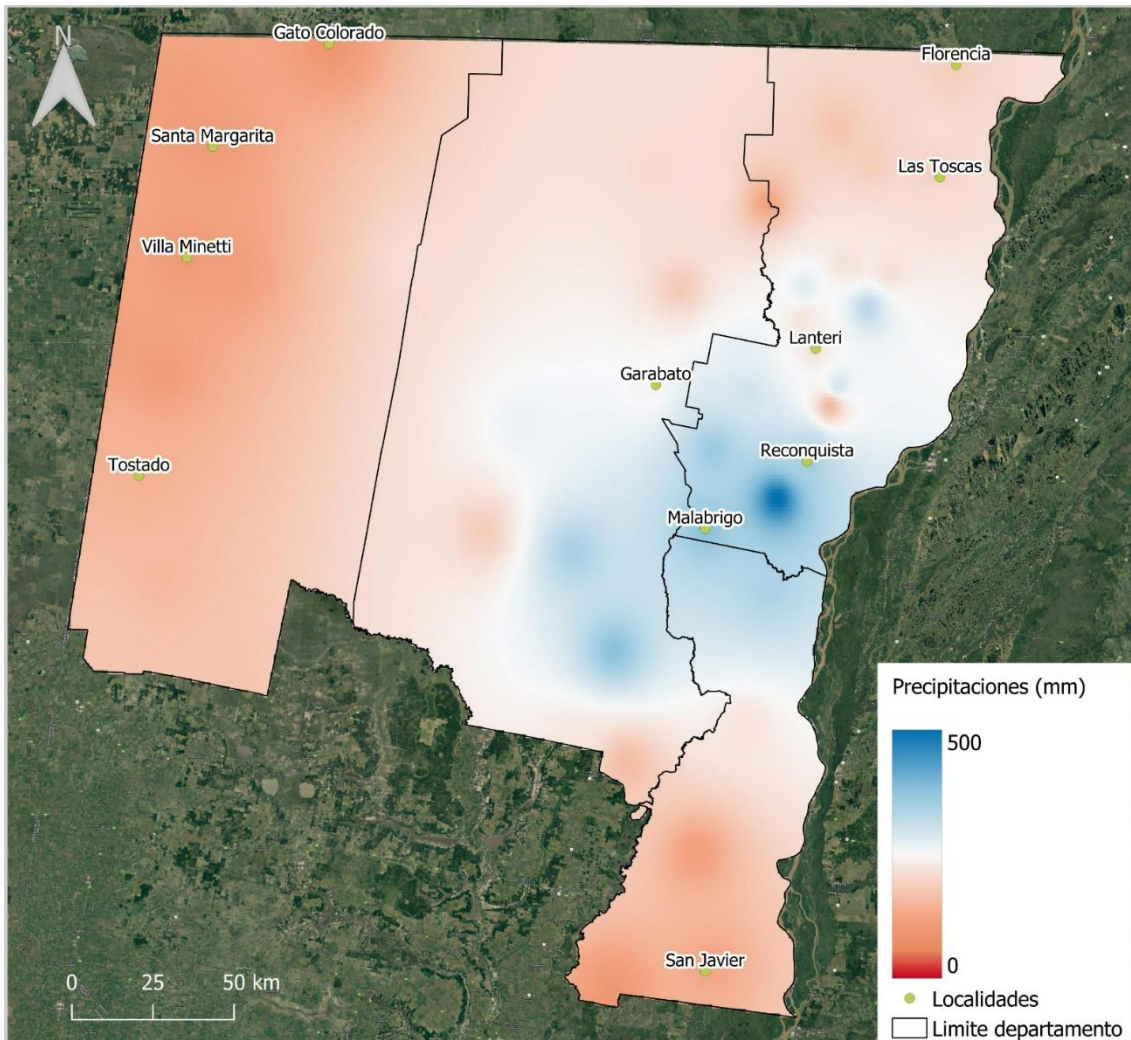 N
Gato Colorado
Florencia
Santa Margarita
Las Toscas
Villa Minetti
Lanteri
Garabato
Tostado
Reconquista
Malabrigo
San Javier
0 25 50 km
Precipitaciones (mm)
500
0
Localidades
Limite departamento